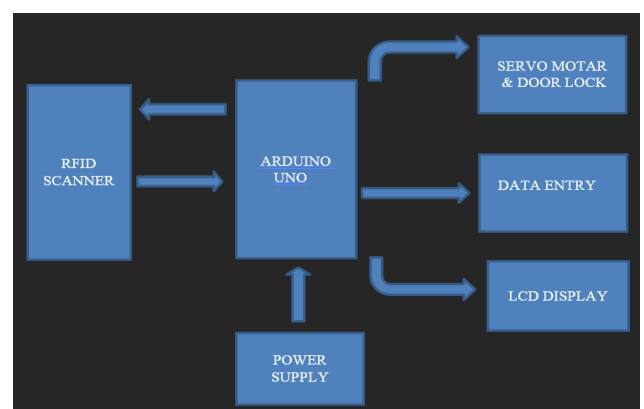 RFID
SCANNER
ARDUINO
UNO
SERVO MOTAR
& DOOR LOCK
DATA ENTRY
LCD DISPLAY
POWER
SUPPLY